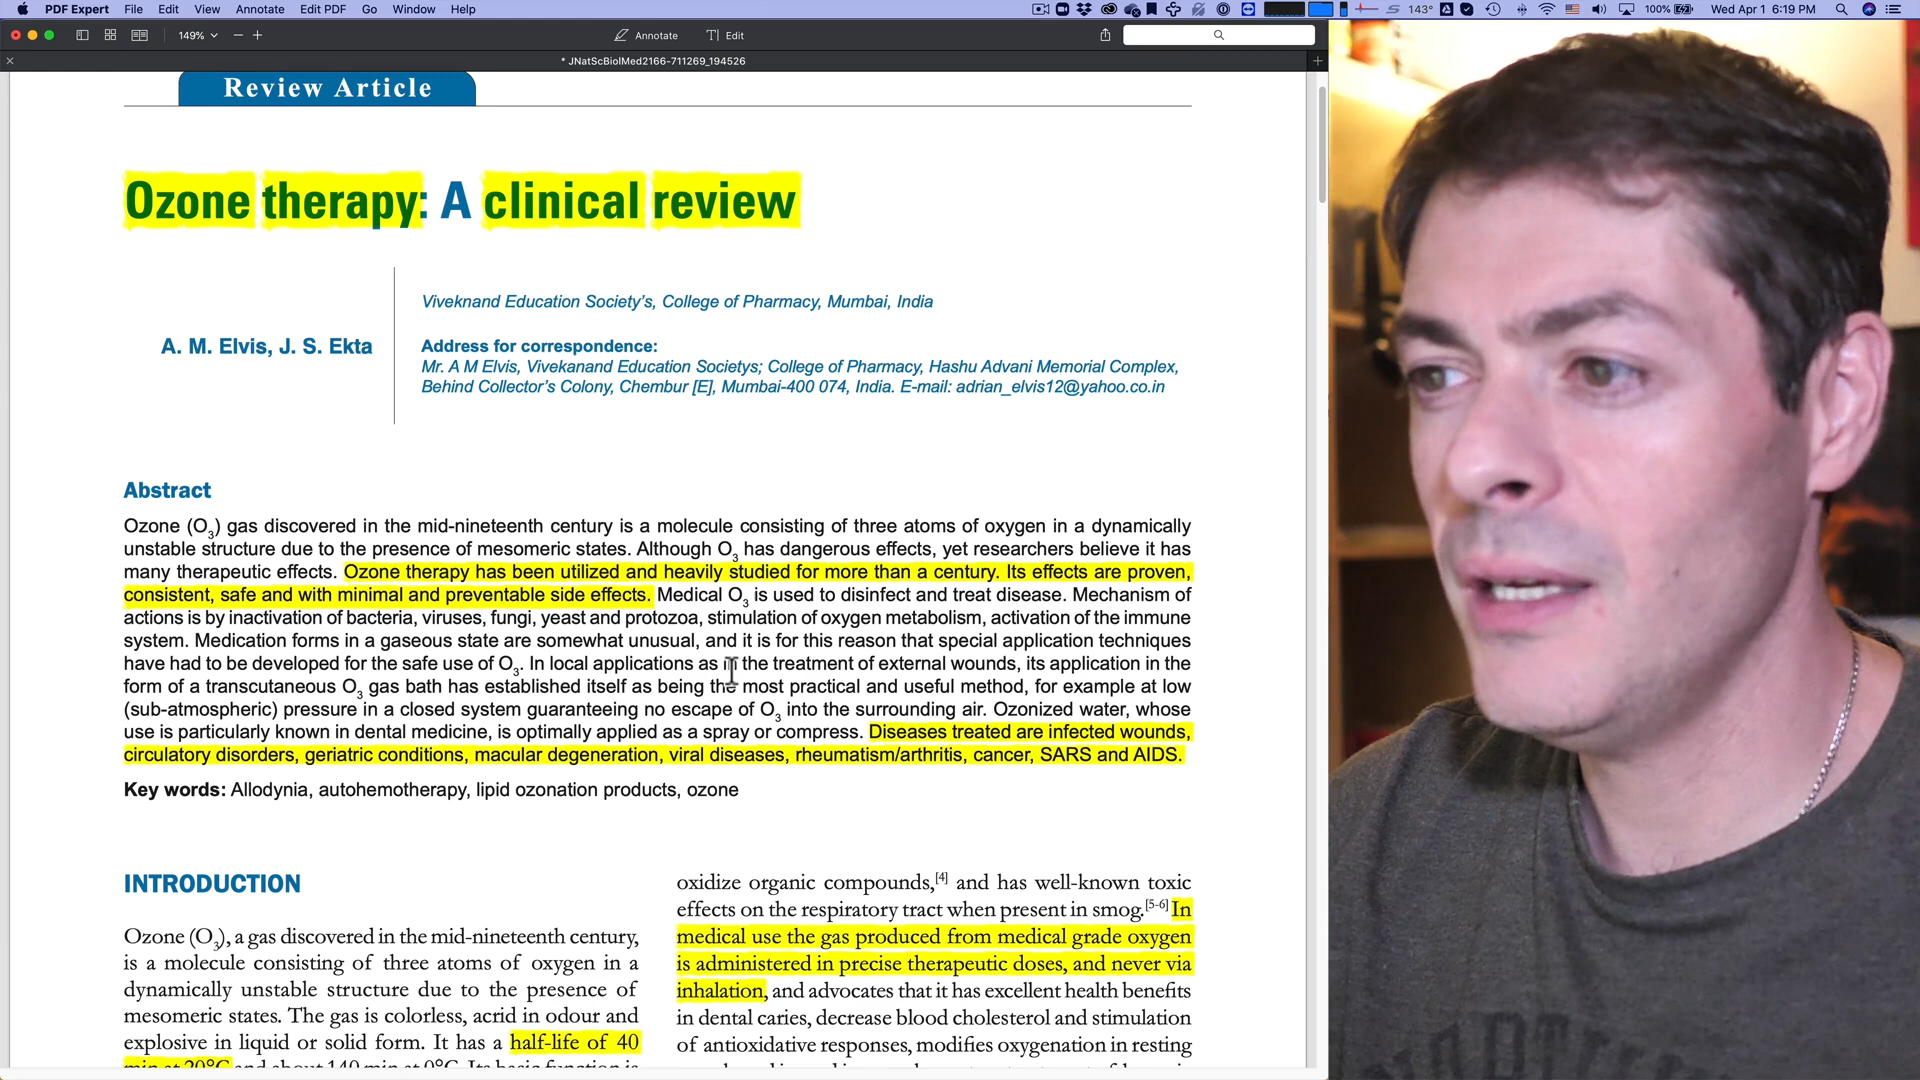 PDF Expert File Edit View Annotate Edit PDF Go Window Help 143° 100% Wed Apr 1 6:19 PM
149% Annotate Edit
* JNatScBiolMed2166-711269_194526
Review Article
Ozone therapy: A clinical review
Viveknand Education Society's, College of Pharmacy, Mumbai, India
A. M. Elvis, J. S. Ekta
Address for correspondence:
Mr. A M Elvis, Vivekanand Education Societys; College of Pharmacy, Hashu Advani Memorial Complex,
Behind Collector's Colony, Chembur [E], Mumbai-400 074, India. E-mail: adrian_elvis12@yahoo.co.in
Abstract
Ozone (O3) gas discovered in the mid-nineteenth century is a molecule consisting of three atoms of oxygen in a dynamically
unstable structure due to the presence of mesomeric states. Although O3 has dangerous effects, yet researchers believe it has
many therapeutic effects. Ozone therapy has been utilized and heavily studied for more than a century. Its effects are proven,
consistent, safe and with minimal and preventable side effects. Medical O3 is used to disinfect and treat disease. Mechanism of
actions is by inactivation of bacteria, viruses, fungi, yeast and protozoa, stimulation of oxygen metabolism, activation of the immune
system. Medication forms in a gaseous state are somewhat unusual, and it is for this reason that special application techniques
have had to be developed for the safe use of O3. In local applications as in the treatment of external wounds, its application in the
form of a transcutaneous O3 gas bath has established itself as being the most practical and useful method, for example at low
(sub-atmospheric) pressure in a closed system guaranteeing no escape of O3 into the surrounding air. Ozonized water, whose
use is particularly known in dental medicine, is optimally applied as a spray or compress. Diseases treated are infected wounds,
circulatory disorders, geriatric conditions, macular degeneration, viral diseases, rheumatism/arthritis, cancer, SARS and AIDS.
Key words: Allodynia, autohemotherapy, lipid ozonation products, ozone
INTRODUCTION
Ozone (O3), a gas discovered in the mid-nineteenth century,
is a molecule consisting of three atoms of oxygen in a
dynamically unstable structure due to the presence of
mesomeric states. The gas is colorless, acrid in odour and
explosive in liquid or solid form. It has a half-life of 40
min at 20°C and about 140 min at 0°C. Its basic function is
oxidize organic compounds,[4] and has well-known toxic
effects on the respiratory tract when present in smog.[5-6] In
medical use the gas produced from medical grade oxygen
is administered in precise therapeutic doses, and never via
inhalation, and advocates that it has excellent health benefits
in dental caries, decrease blood cholesterol and stimulation
of antioxidative responses, modifies oxygenation in resting